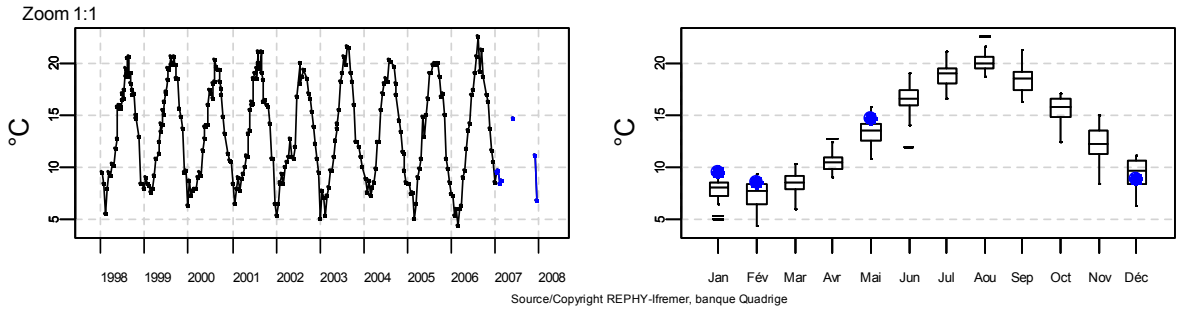 Zoom 1:1
°C
20
15
10
5
1998 1999 2000 2001 2002 2003 2004 2005 2006 2007 2008
°C
20
15
10
5
Jan Fév Mar Avr Mai Jun Jul Aou Sep Oct Nov Déc
Source/Copyright REPHY-Ifremer, banque Quadrige